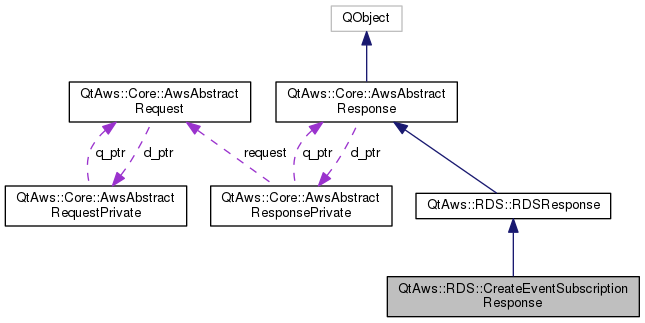 QObject
QtAws::Core::AwsAbstract
Request
QtAws::Core::AwsAbstract
Response
q_ptr
d_ptr
request
q_ptr
d_ptr
QtAws::Core::AwsAbstract
RequestPrivate
QtAws::Core::AwsAbstract
ResponsePrivate
QtAws::RDS::RDSResponse
QtAws::RDS::CreateEventSubscription
Response